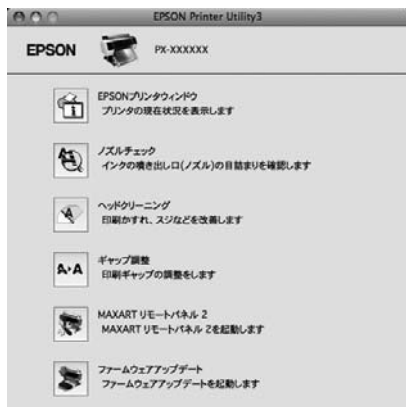 EPSON Printer Utility3
EPSON PX-XXXXXX
EPSONプリンタウィンドウ
プリンタの現在状況を表示します
ノズルチェック
インクの噴き出し口(ノズル)の目詰まりを確認します
ヘッドクリーニング
印刷かすれ、スジなどを改善します
ギャップ調整
印刷ギャップの調整をします
MAXART リモートパネル 2
MAXART リモートパネル 2を起動します
ファームウェアアップデート
ファームウェアアップデートを起動します